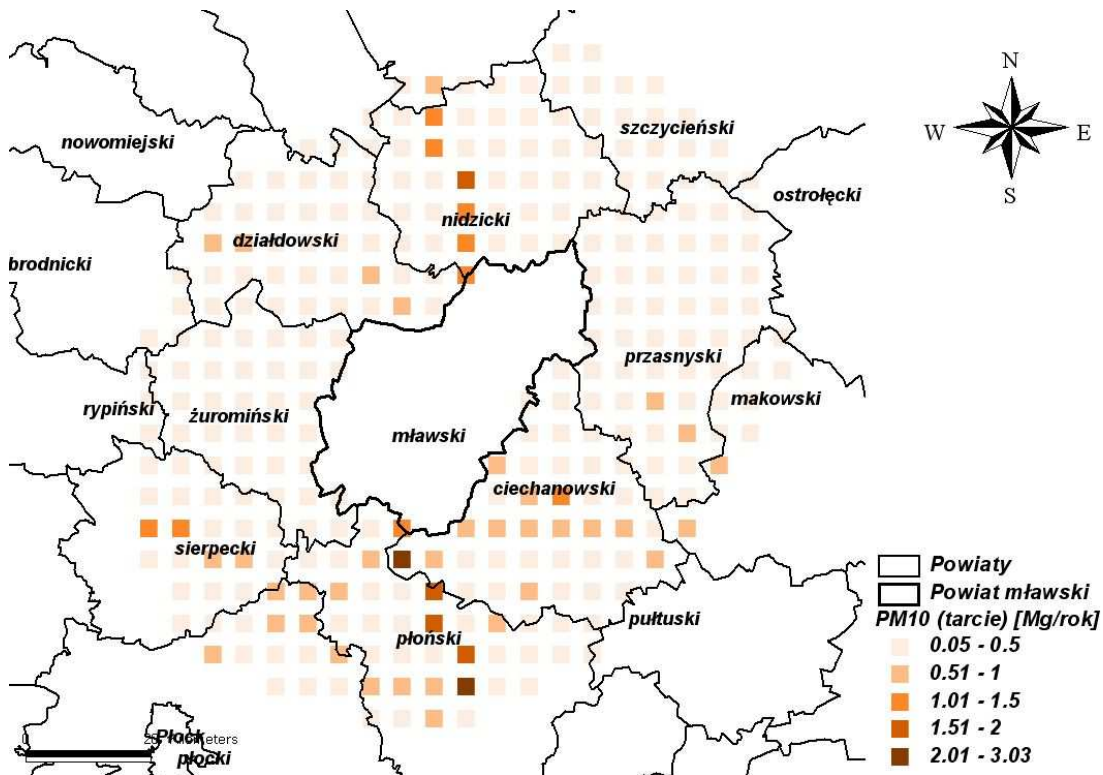 N
W
E
S
nowomiejski
szczycieński
ostrołęcki
nidzicki
działdowski
brodnicki
przasnyski
makowski
rypiński
żuromiński
mławski
ciechanowski
sierpecki
płoński
pułtuski
Płock
płocki
Powiaty
Powiat mławski
PM10 (tarcie) [Mg/rok]
0.05 - 0.5
0.51 - 1
1.01 - 1.5
1.51 - 2
2.01 - 3.03